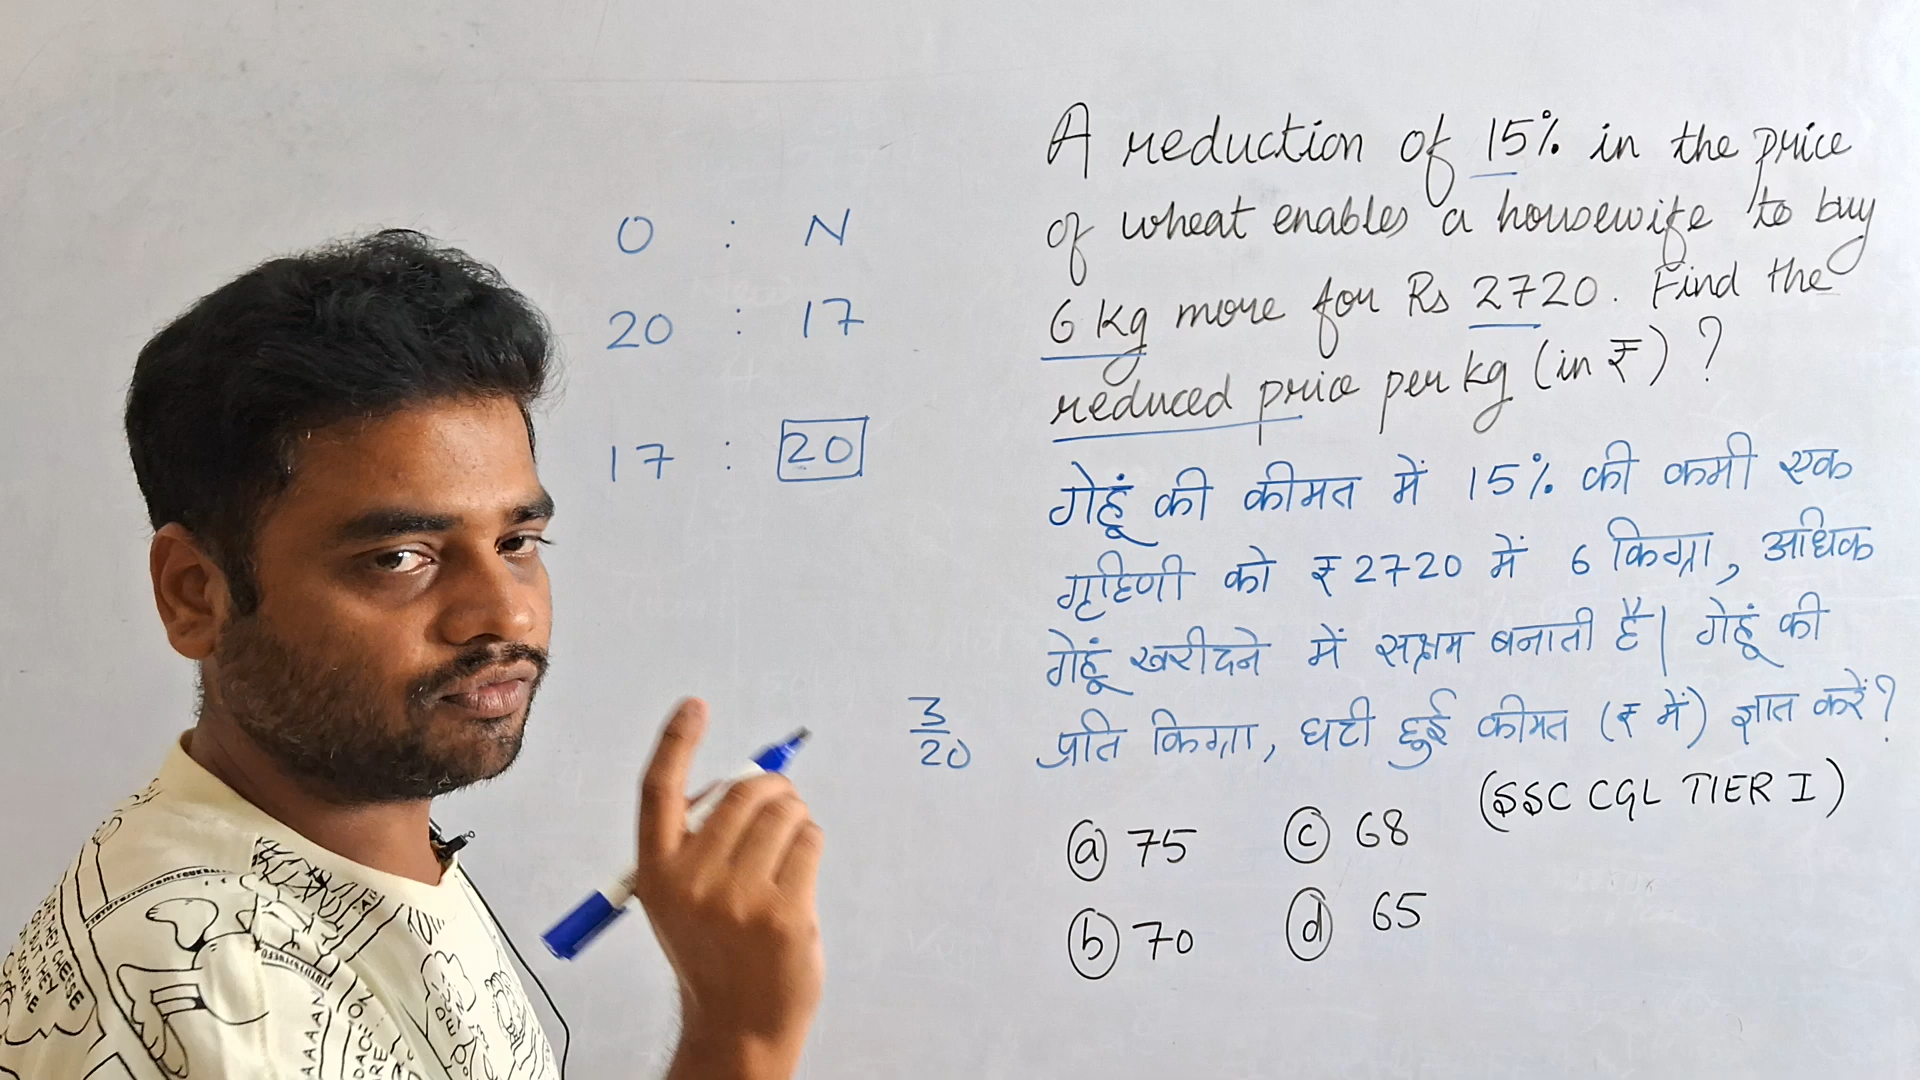 O : N
20 : 17
17 : 20
3/20
A reduction of 15% in the price
of wheat enables a housewife to buy
6 kg more for Rs 2720. Find the
reduced price per kg (in ₹) ?
गेहूं की कीमत में 15% की कमी एक
गृहिणी को ₹ 2720 में 6 किग्रा, अधिक
गेहूं खरीदने में सक्षम बनाती है| गेहूं की
प्रति किग्रा, घटी हुई कीमत (₹ में) ज्ञात करें?
(SSC CGL TIER I)
(a) 75 (c) 68
(b) 70 (d) 65